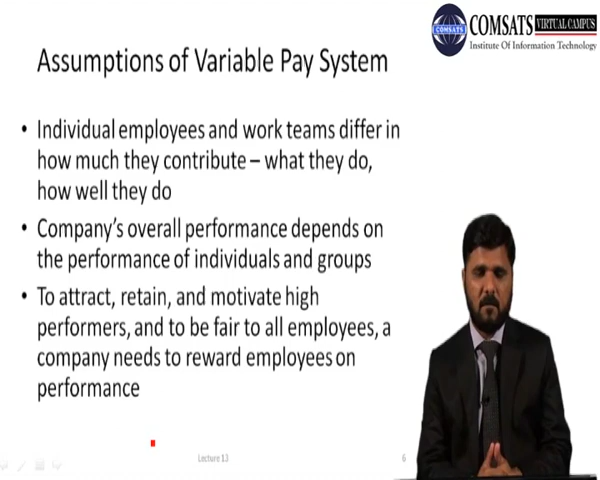 COMSATS VIRTUAL CAMPUS
Institute Of Information Technology
COMSATS
Assumptions of Variable Pay System
• Individual employees and work teams differ in
how much they contribute – what they do,
how well they do
• Company's overall performance depends on
the performance of individuals and groups
• To attract, retain, and motivate high
performers, and to be fair to all employees, a
company needs to reward employees on
performance
Lecture 13
6